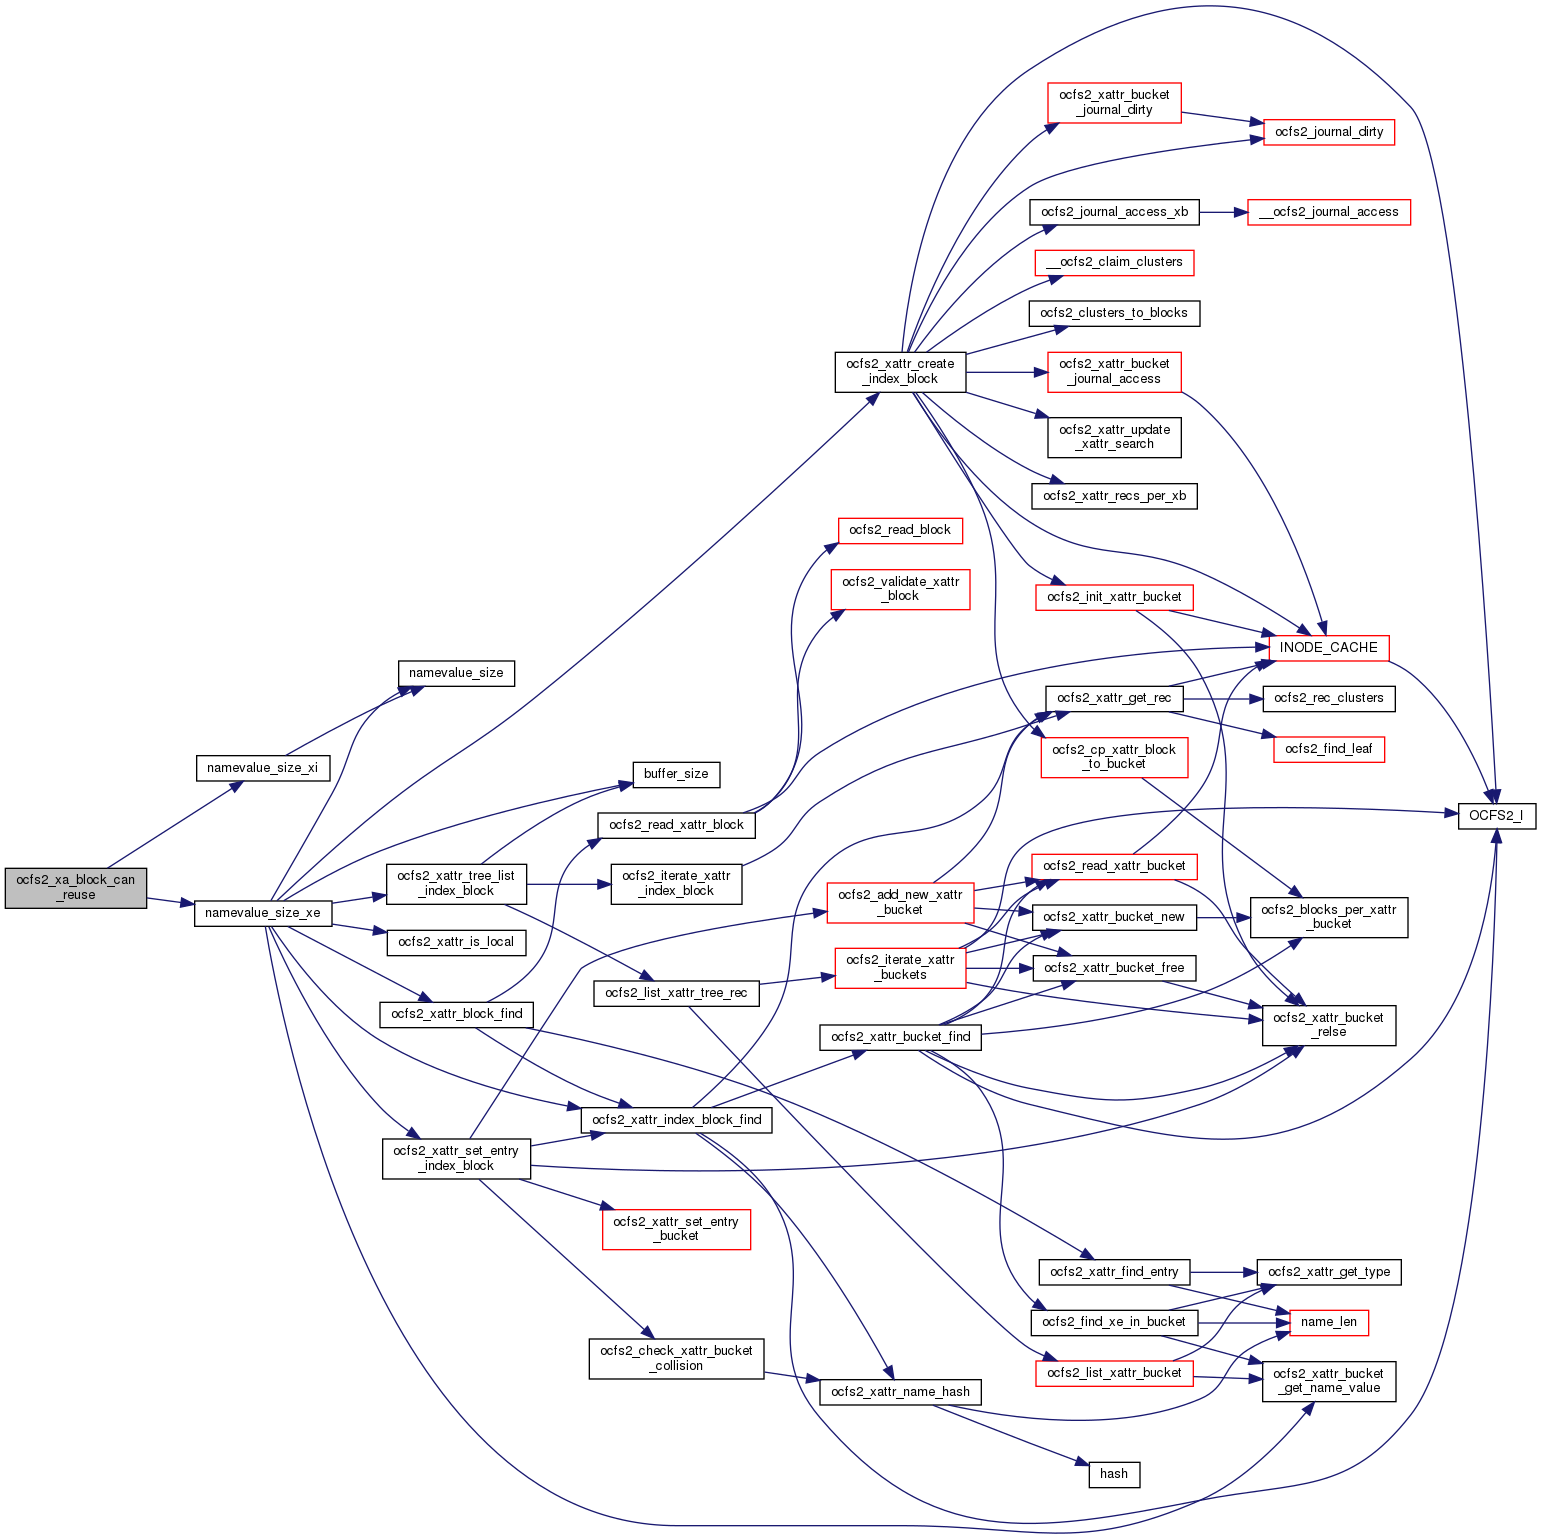 ocfs2_xa_block_can
_reuse
namevalue_size_xi
namevalue_size_xe
namevalue_size
ocfs2_xattr_tree_list
_index_block
ocfs2_xattr_is_local
ocfs2_xattr_block_find
ocfs2_xattr_set_entry
_index_block
buffer_size
ocfs2_read_xattr_block
ocfs2_iterate_xattr
_index_block
ocfs2_list_xattr_tree_rec
ocfs2_xattr_index_block_find
ocfs2_xattr_set_entry
_bucket
ocfs2_check_xattr_bucket
_collision
ocfs2_xattr_create
_index_block
ocfs2_read_block
ocfs2_validate_xattr
_block
ocfs2_add_new_xattr
_bucket
ocfs2_iterate_xattr
_buckets
ocfs2_xattr_bucket_find
ocfs2_xattr_name_hash
ocfs2_xattr_bucket
_journal_dirty
ocfs2_journal_access_xb
__ocfs2_claim_clusters
ocfs2_clusters_to_blocks
ocfs2_xattr_bucket
_journal_access
ocfs2_xattr_update
_xattr_search
ocfs2_xattr_recs_per_xb
ocfs2_init_xattr_bucket
ocfs2_xattr_get_rec
ocfs2_cp_xattr_block
_to_bucket
ocfs2_read_xattr_bucket
ocfs2_xattr_bucket_new
ocfs2_xattr_bucket_free
ocfs2_xattr_find_entry
ocfs2_find_xe_in_bucket
ocfs2_list_xattr_bucket
hash
ocfs2_journal_dirty
__ocfs2_journal_access
INODE_CACHE
ocfs2_rec_clusters
ocfs2_find_leaf
ocfs2_blocks_per_xattr
_bucket
ocfs2_xattr_bucket
_relse
ocfs2_xattr_get_type
name_len
ocfs2_xattr_bucket
_get_name_value
OCFS2_I